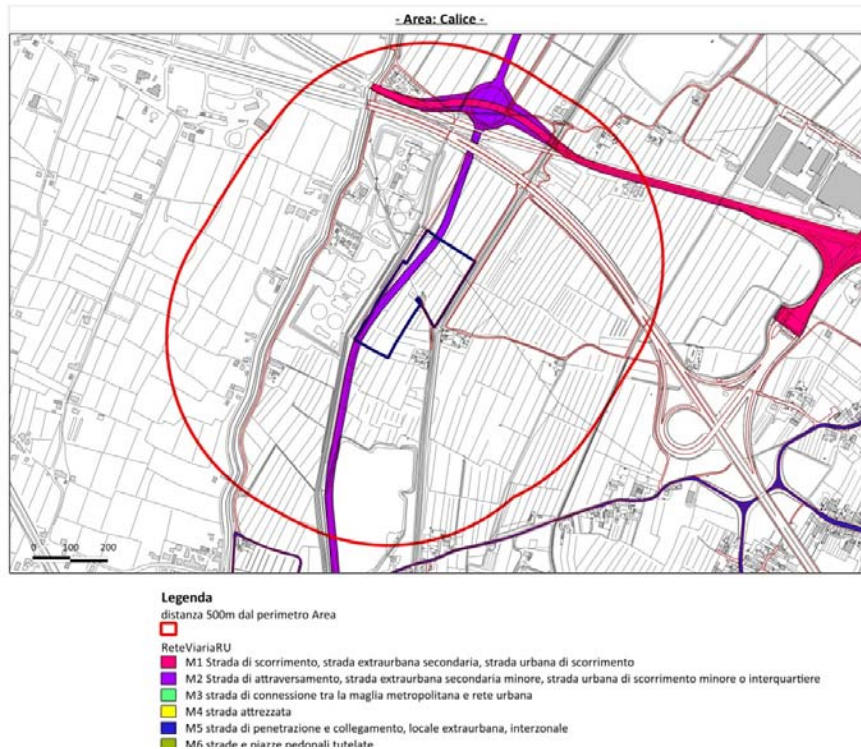 - Area: Calice -
0 100 200
Legenda
distanza 500m dal perimetro Area
ReteViariaRU
M1 Strada di scorrimento, strada extraurbana secondaria, strada urbana di scorrimento
M2 Strada di attraversamento, strada extraurbana secondaria minore, strada urbana di scorrimento minore o interquartiere
M3 strada di connessione tra la maglia metropolitana e rete urbana
M4 strada attrezzata
M5 strada di penetrazione e collegamento, locale extraurbana, interzonale
M6 strade e piazze pedonali tutelate